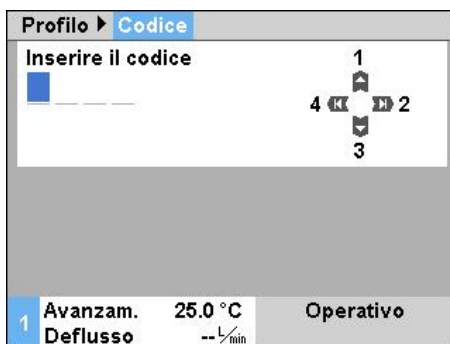 Profilo Codice
Inserire il codice
1
4 2
3
1 Avanzam. 25.0 °C Operativo
Deflusso -- L/min